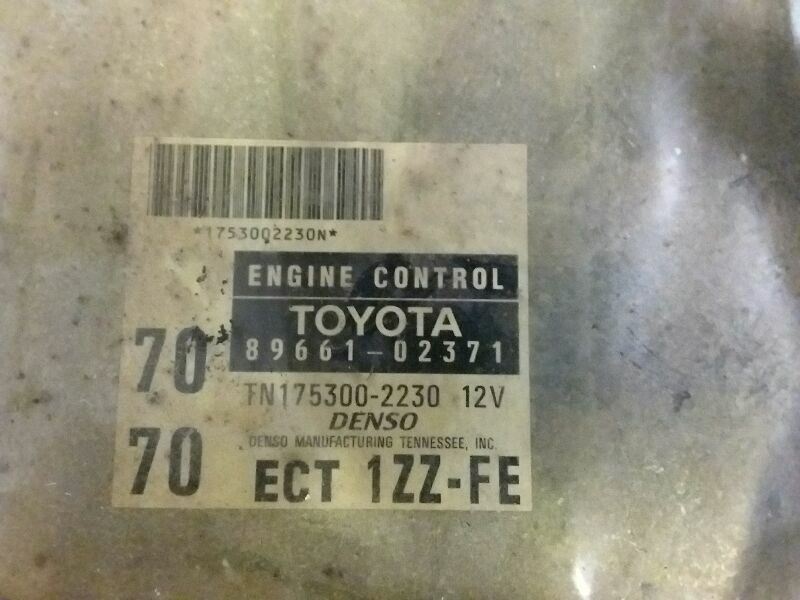 *1753002230N*
ENGINE CONTROL
TOYOTA
89661-02371
70
TN175300-2230 12V
DENSO
DENSO MANUFACTURING TENNESSEE, INC.
70
ECT 1ZZ-FE